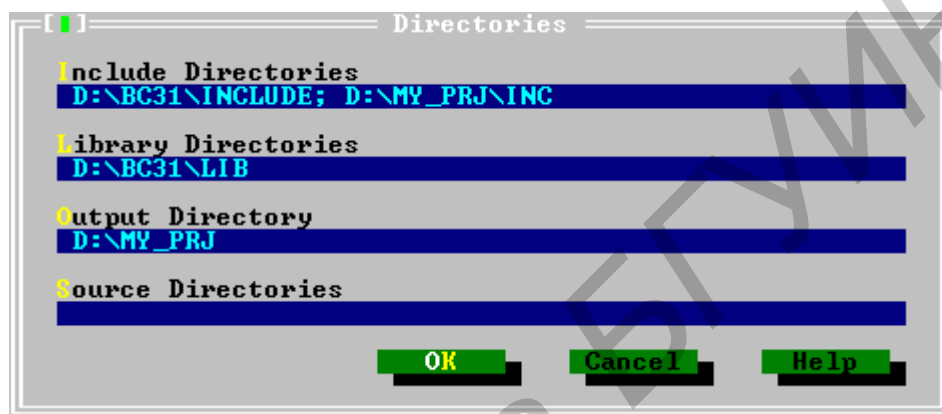 Directories
Include Directories
D:\BC31\INCLUDE; D:\MY_PRJ\INC
Library Directories
D:\BC31\LIB
Output Directory
D:\MY_PRJ
Source Directories
OK Cancel Help
БГУИ